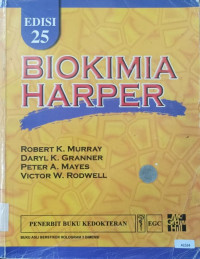 EDISI
25
BIOKIMIA
HARPER
ROBERT K. MURRAY
DARYL K. GRANNER
PETER A. MAYES
VICTOR W. RODWELL
PENERBIT BUKU KEDOKTERAN
EGC